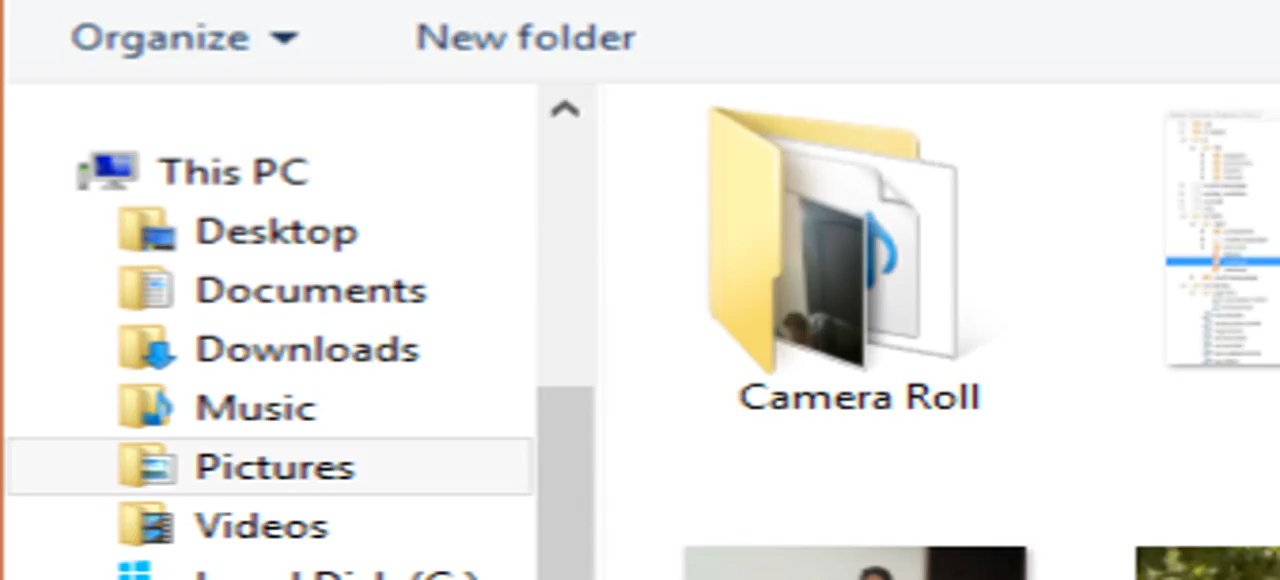 Organize New folder
This PC
Desktop
Documents
Downloads
Music
Pictures
Videos
Camera Roll